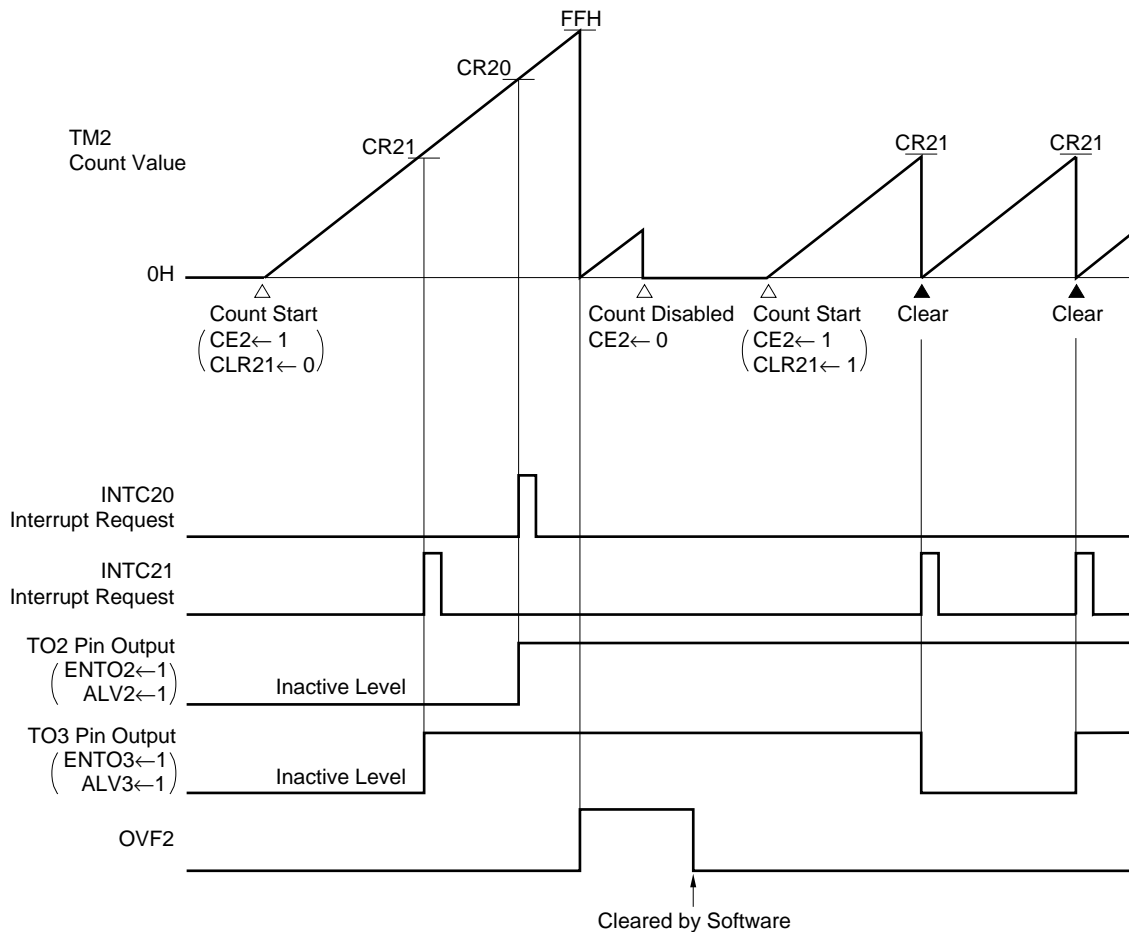 FFH
CR20
TM2
Count Value
CR21
CR21
CR21
0H
Count Start
(CE2← 1
CLR21← 0)
Count Disabled
CE2← 0
Count Start
(CE2← 1
CLR21← 1)
Clear
Clear
INTC20
Interrupt Request
INTC21
Interrupt Request
TO2 Pin Output
(ENTO2←1
ALV2←1)
Inactive Level
TO3 Pin Output
(ENTO3←1
ALV3←1)
Inactive Level
OVF2
Cleared by Software